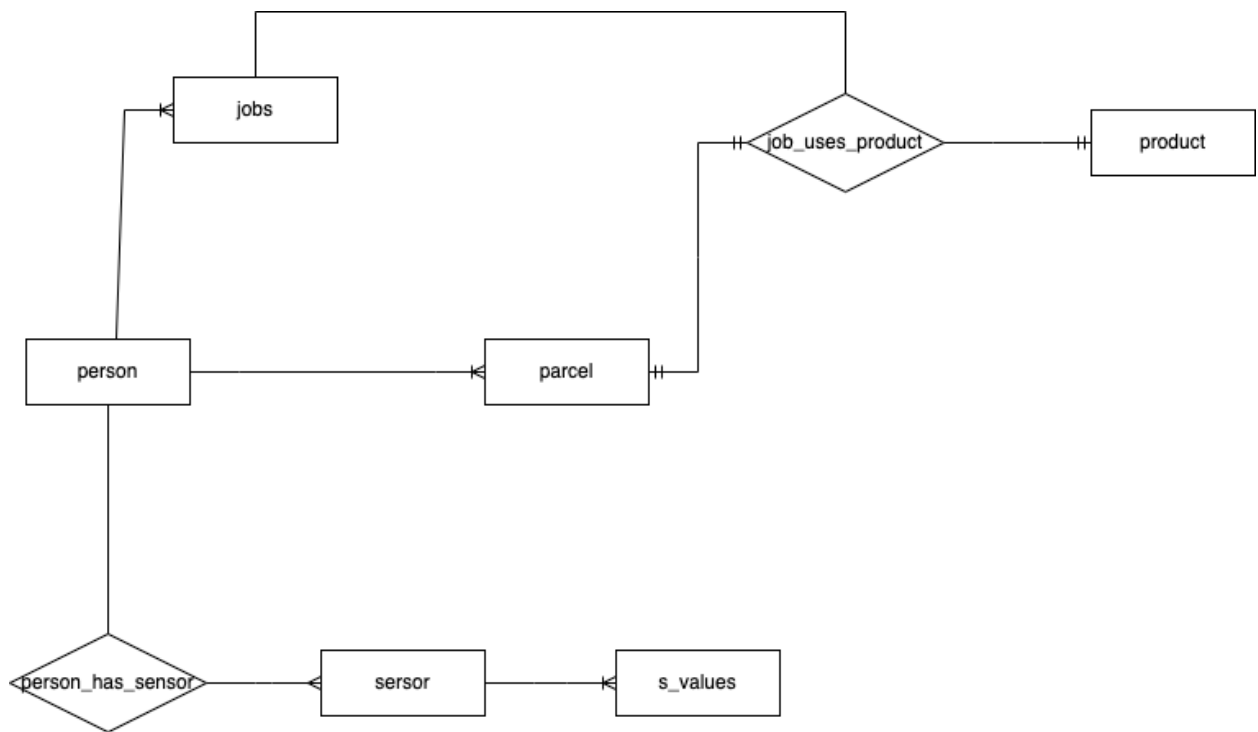 jobs
job_uses_product
product
person
parcel
person_has_sensor
sersor
s_values